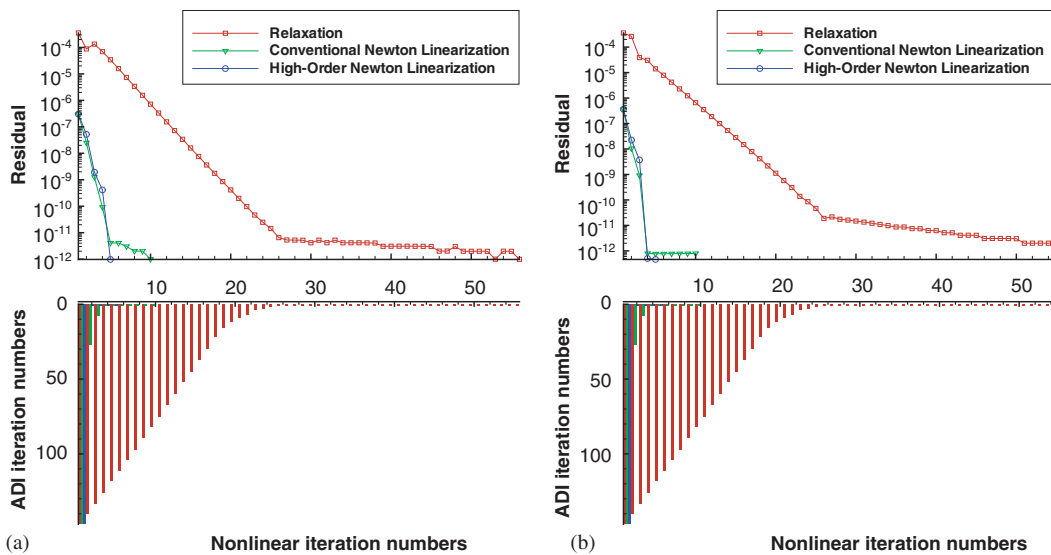 Relaxation
Conventional Newton Linearization
High-Order Newton Linearization
Residual
10^-4
10^-5
10^-6
10^-7
10^-8
10^-9
10^-10
10^-11
10^-12
10 20 30 40 50
ADI iteration numbers
0
50
100
(a)
Nonlinear iteration numbers
Relaxation
Conventional Newton Linearization
High-Order Newton Linearization
Residual
10^-4
10^-5
10^-6
10^-7
10^-8
10^-9
10^-10
10^-11
10^-12
10 20 30 40 50
ADI iteration numbers
0
50
100
(b)
Nonlinear iteration numbers